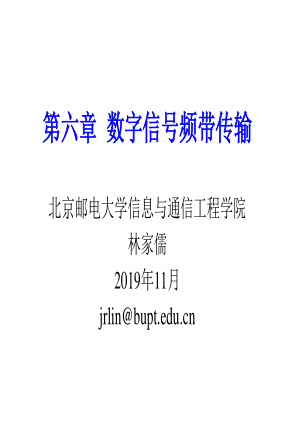 第六章 数字信号频带传输
北京邮电大学信息与通信工程学院
林家儒
2019年11月
jrlin@bupt.edu.cn